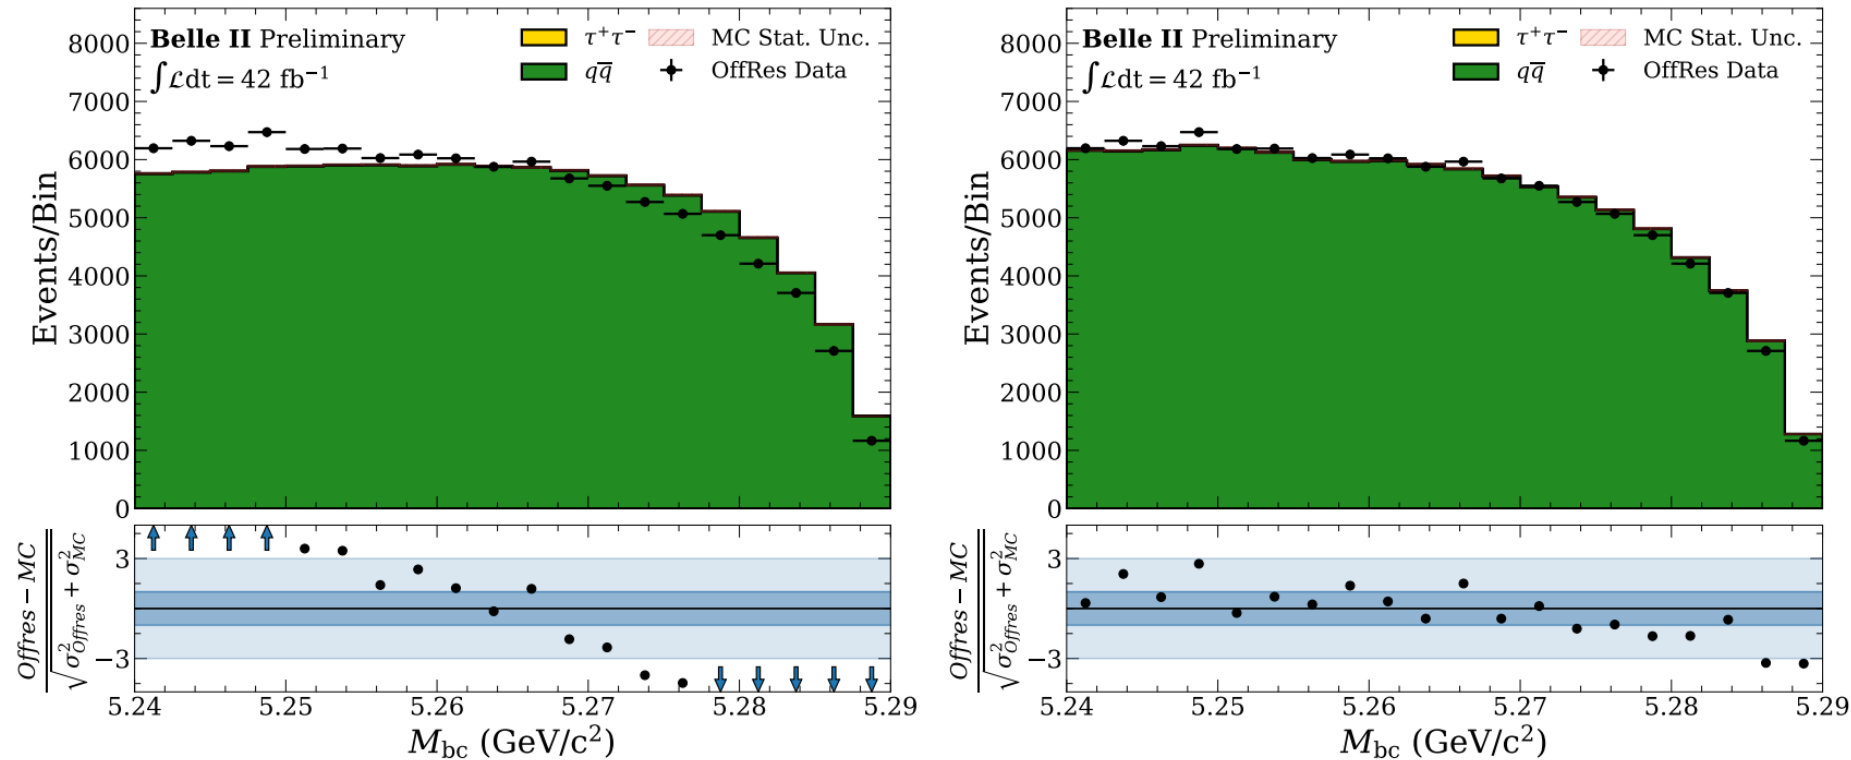 Belle II Preliminary
∫ℒdt = 42 fb⁻¹
τ⁺τ⁻
qq̅
MC Stat. Unc.
OffRes Data
Events/Bin
8000
7000
6000
5000
4000
3000
2000
1000
0
Offres − MC
√σ²Offres + σ²MC
3
−3
5.24 5.25 5.26 5.27 5.28 5.29
Mbc (GeV/c²)
Belle II Preliminary
∫ℒdt = 42 fb⁻¹
τ⁺τ⁻
qq̅
MC Stat. Unc.
OffRes Data
Events/Bin
8000
7000
6000
5000
4000
3000
2000
1000
0
Offres − MC
√σ²Offres + σ²MC
3
−3
5.24 5.25 5.26 5.27 5.28 5.29
Mbc (GeV/c²)